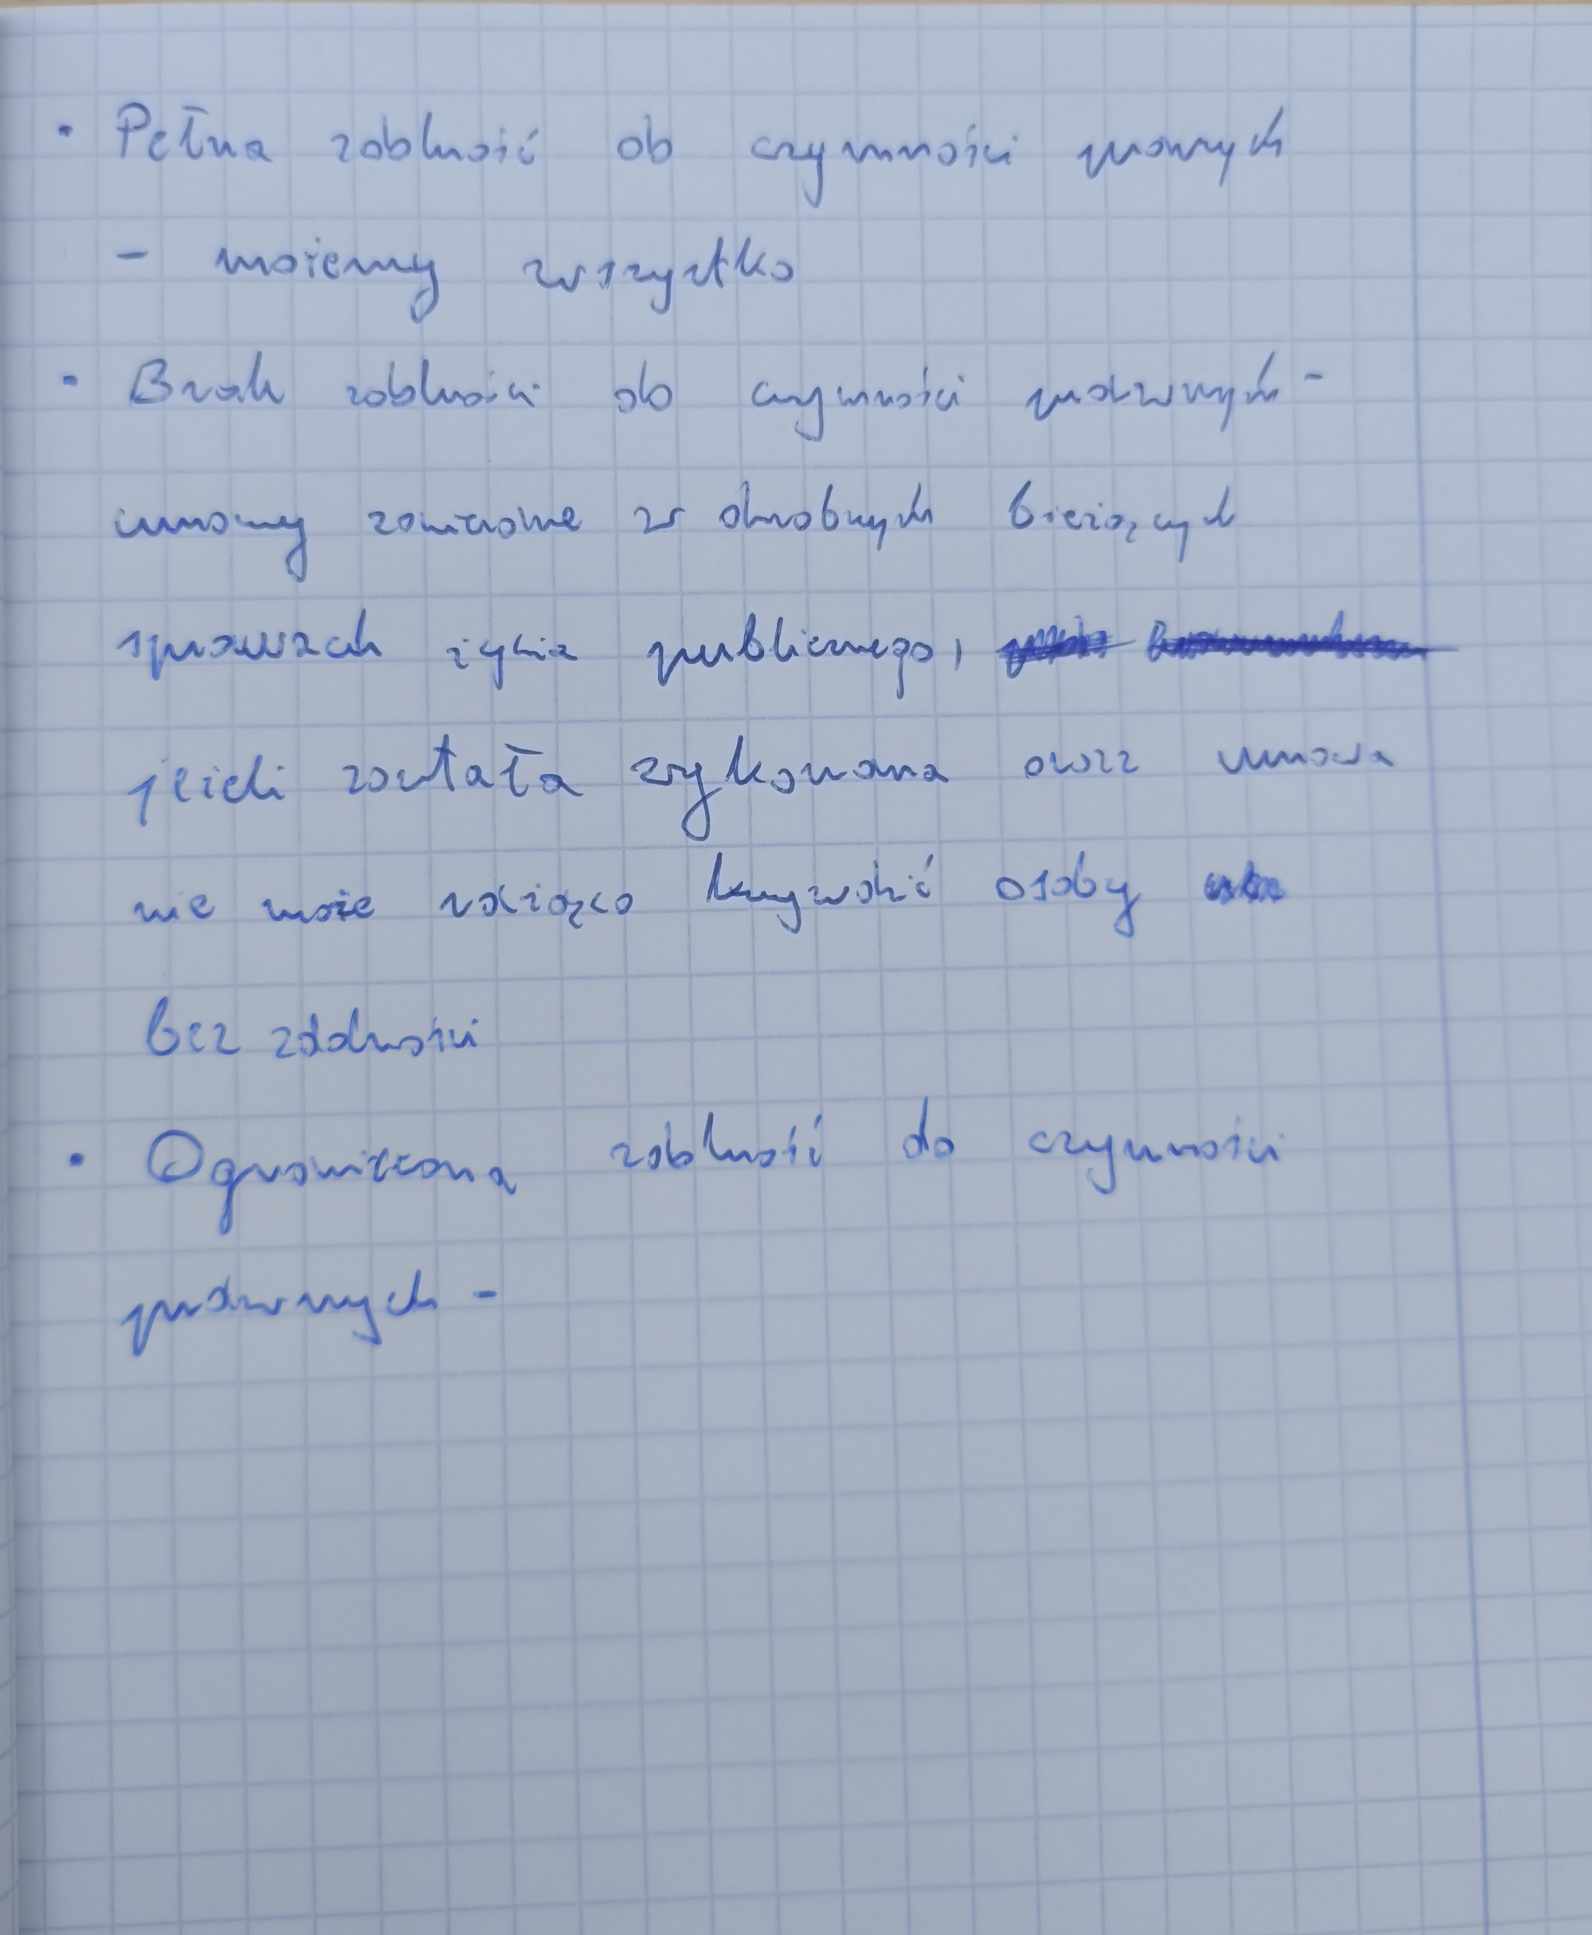 • Pełna zdolność do czynności prawnych
- możemy wszystko
• Brak zdolności do czynności prawnych -
umowy zawierane w drobnych bieżących
sprawach życia publicznego,
jeżeli została wykonana oraz umowa
nie może rażąco krzywdzić osoby
bez zdolności
• Ograniczona zdolność do czynności
prawnych -